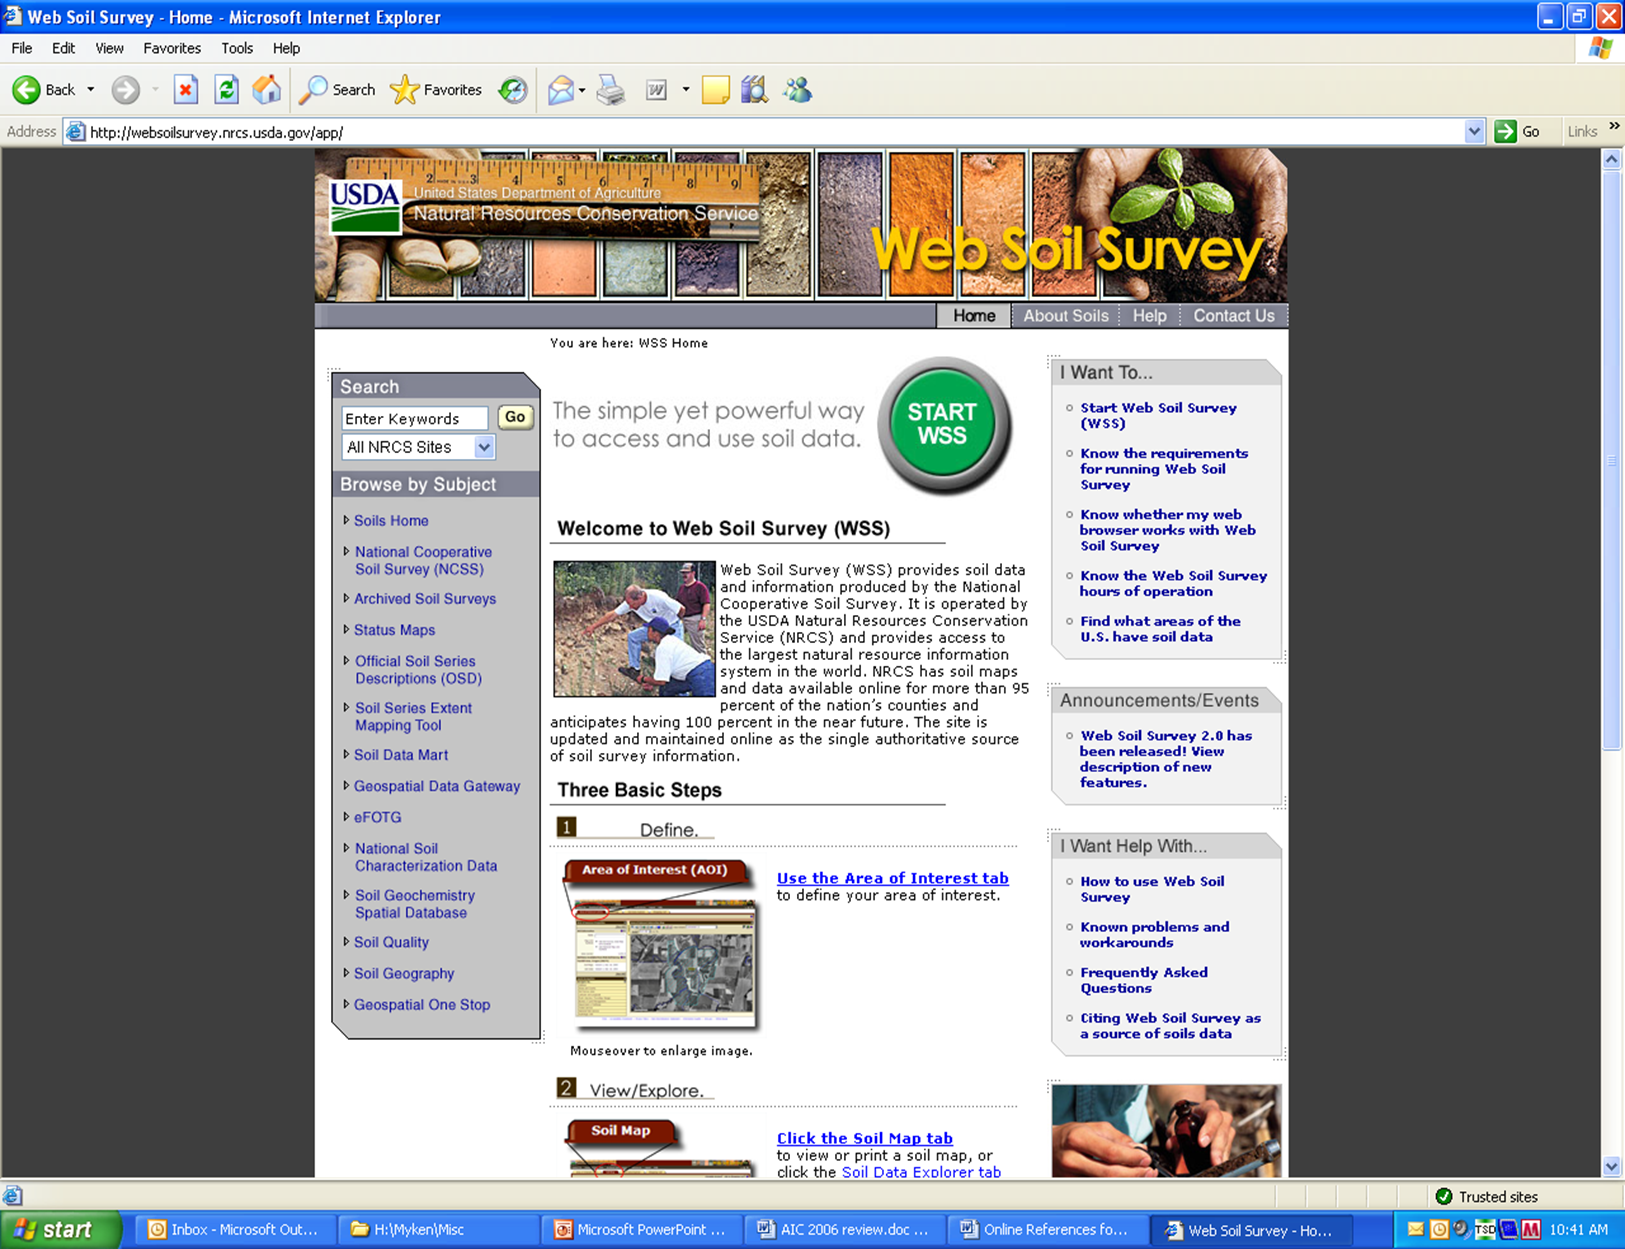 Web Soil Survey - Home - Microsoft Internet Explorer
File Edit View Favorites Tools Help
Back Search Favorites
Address http://websoilsurvey.nrcs.usda.gov/app/ Go Links »
1 2 3 4 5 6 7 8 9
USDA United States Department of Agriculture
Natural Resources Conservation Service
Web Soil Survey
Home About Soils Help Contact Us
You are here: WSS Home
Search
Enter Keywords Go
All NRCS Sites
Browse by Subject
Soils Home
National Cooperative
Soil Survey (NCSS)
Archived Soil Surveys
Status Maps
Official Soil Series
Descriptions (OSD)
Soil Series Extent
Mapping Tool
Soil Data Mart
Geospatial Data Gateway
eFOTG
National Soil
Characterization Data
Soil Geochemistry
Spatial Database
Soil Quality
Soil Geography
Geospatial One Stop
The simple yet powerful way
to access and use soil data.
START
WSS
Welcome to Web Soil Survey (WSS)
Web Soil Survey (WSS) provides soil data
and information produced by the National
Cooperative Soil Survey. It is operated by
the USDA Natural Resources Conservation
Service (NRCS) and provides access to
the largest natural resource information
system in the world. NRCS has soil maps
and data available online for more than 95
percent of the nation's counties and
anticipates having 100 percent in the near future. The site is
updated and maintained online as the single authoritative source
of soil survey information.
Three Basic Steps
1 Define.
Area of Interest (AOI)
Use the Area of Interest tab
to define your area of interest.
Mouseover to enlarge image.
2 View/Explore.
Soil Map
Click the Soil Map tab
to view or print a soil map, or
click the Soil Data Explorer tab
I Want To...
Start Web Soil Survey
(WSS)
Know the requirements
for running Web Soil
Survey
Know whether my web
browser works with Web
Soil Survey
Know the Web Soil Survey
hours of operation
Find what areas of the
U.S. have soil data
Announcements/Events
Web Soil Survey 2.0 has
been released! View
description of new
features.
I Want Help With...
How to use Web Soil
Survey
Known problems and
workarounds
Frequently Asked
Questions
Citing Web Soil Survey as
a source of soils data
Trusted sites
start Inbox - Microsoft Out... H:\Myken\Misc Microsoft PowerPoint ... AIC 2006 review.doc ... Online References fo... Web Soil Survey - Ho... TSD 10:41 AM